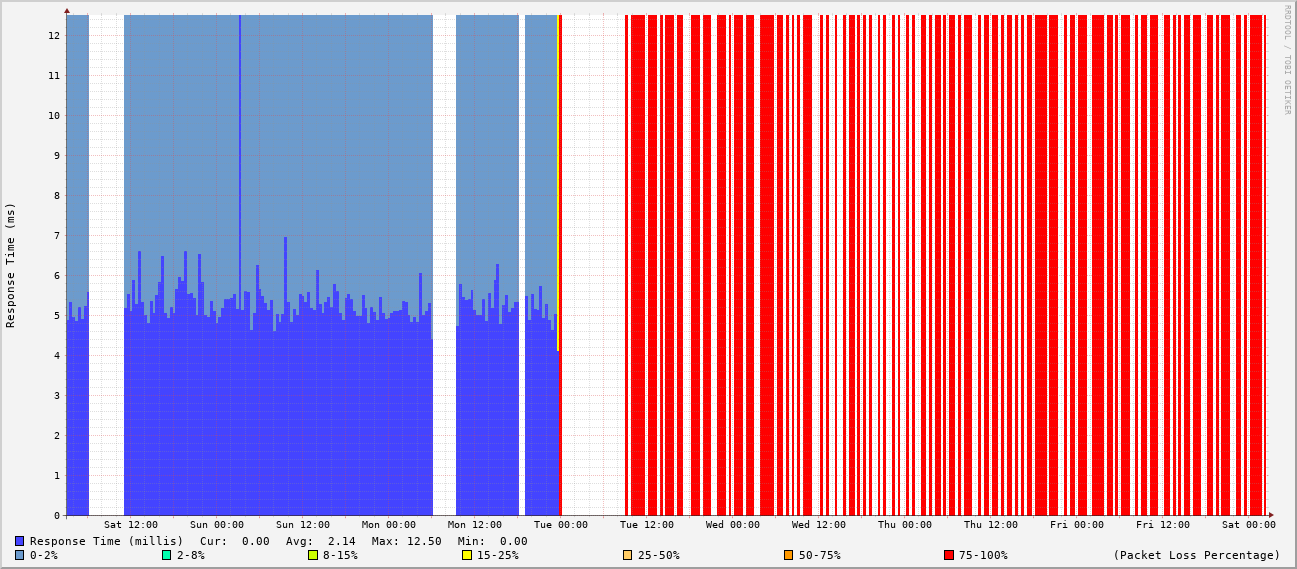 RRDTOOL / TOBI OETIKER
Response Time (ms)
12
11
10
9
8
7
6
5
4
3
2
1
0
Sat 12:00 Sun 00:00 Sun 12:00 Mon 00:00 Mon 12:00 Tue 00:00 Tue 12:00 Wed 00:00 Wed 12:00 Thu 00:00 Thu 12:00 Fri 00:00 Fri 12:00 Sat 00:00
Response Time (millis) Cur: 0.00 Avg: 2.14 Max: 12.50 Min: 0.00
0-2% 2-8% 8-15% 15-25% 25-50% 50-75% 75-100% (Packet Loss Percentage)